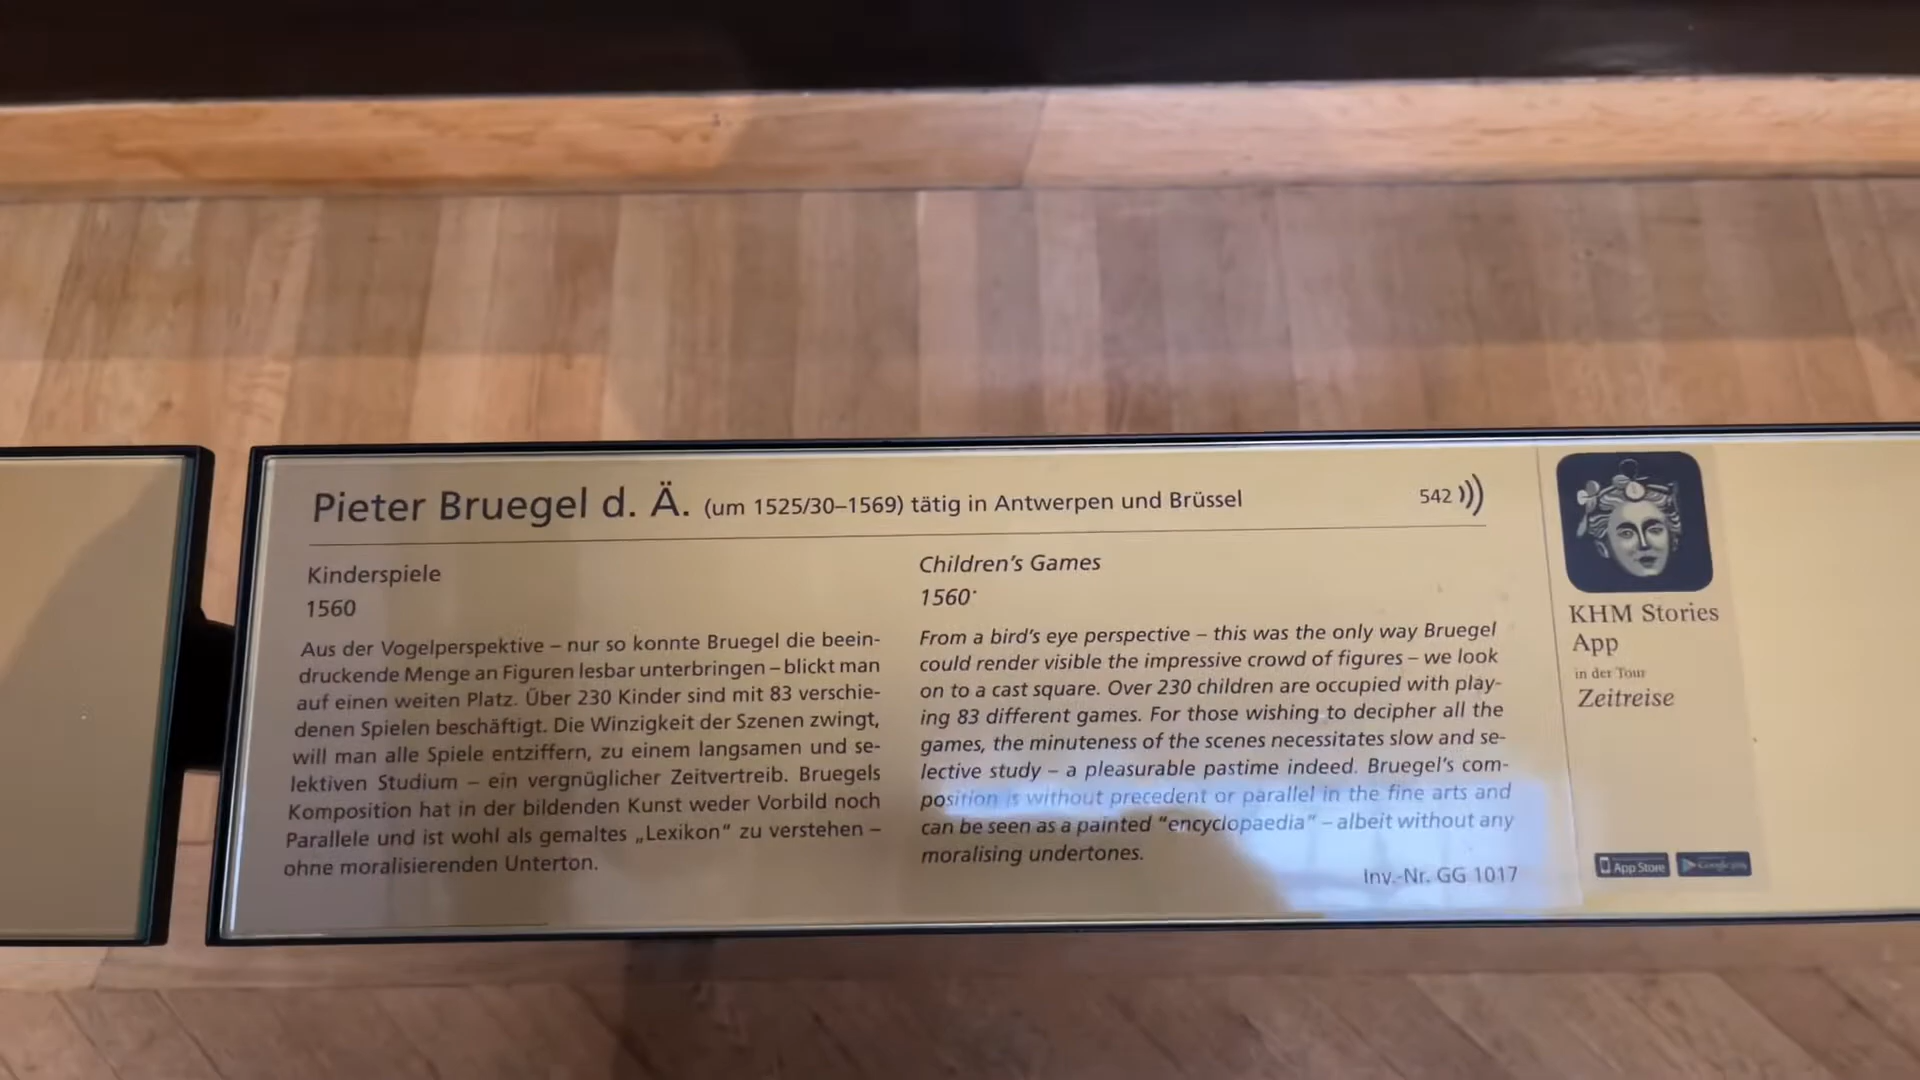 Pieter Bruegel d. Ä. (um 1525/30–1569) tätig in Antwerpen und Brüssel
542
Kinderspiele
1560
Aus der Vogelperspektive – nur so konnte Bruegel die beein-
druckende Menge an Figuren lesbar unterbringen – blickt man
auf einen weiten Platz. Über 230 Kinder sind mit 83 verschie-
denen Spielen beschäftigt. Die Winzigkeit der Szenen zwingt,
will man alle Spiele entziffern, zu einem langsamen und se-
lektiven Studium – ein vergnüglicher Zeitvertreib. Bruegels
Komposition hat in der bildenden Kunst weder Vorbild noch
Parallele und ist wohl als gemaltes „Lexikon“ zu verstehen –
ohne moralisierenden Unterton.
Children's Games
1560
From a bird's eye perspective – this was the only way Bruegel
could render visible the impressive crowd of figures – we look
on to a cast square. Over 230 children are occupied with play-
ing 83 different games. For those wishing to decipher all the
games, the minuteness of the scenes necessitates slow and se-
lective study – a pleasurable pastime indeed. Bruegel's com-
position is without precedent or parallel in the fine arts and
can be seen as a painted "encyclopaedia" – albeit without any
moralising undertones.
Inv.-Nr. GG 1017
KHM Stories
App
in der Tour
Zeitreise
App Store
Google play